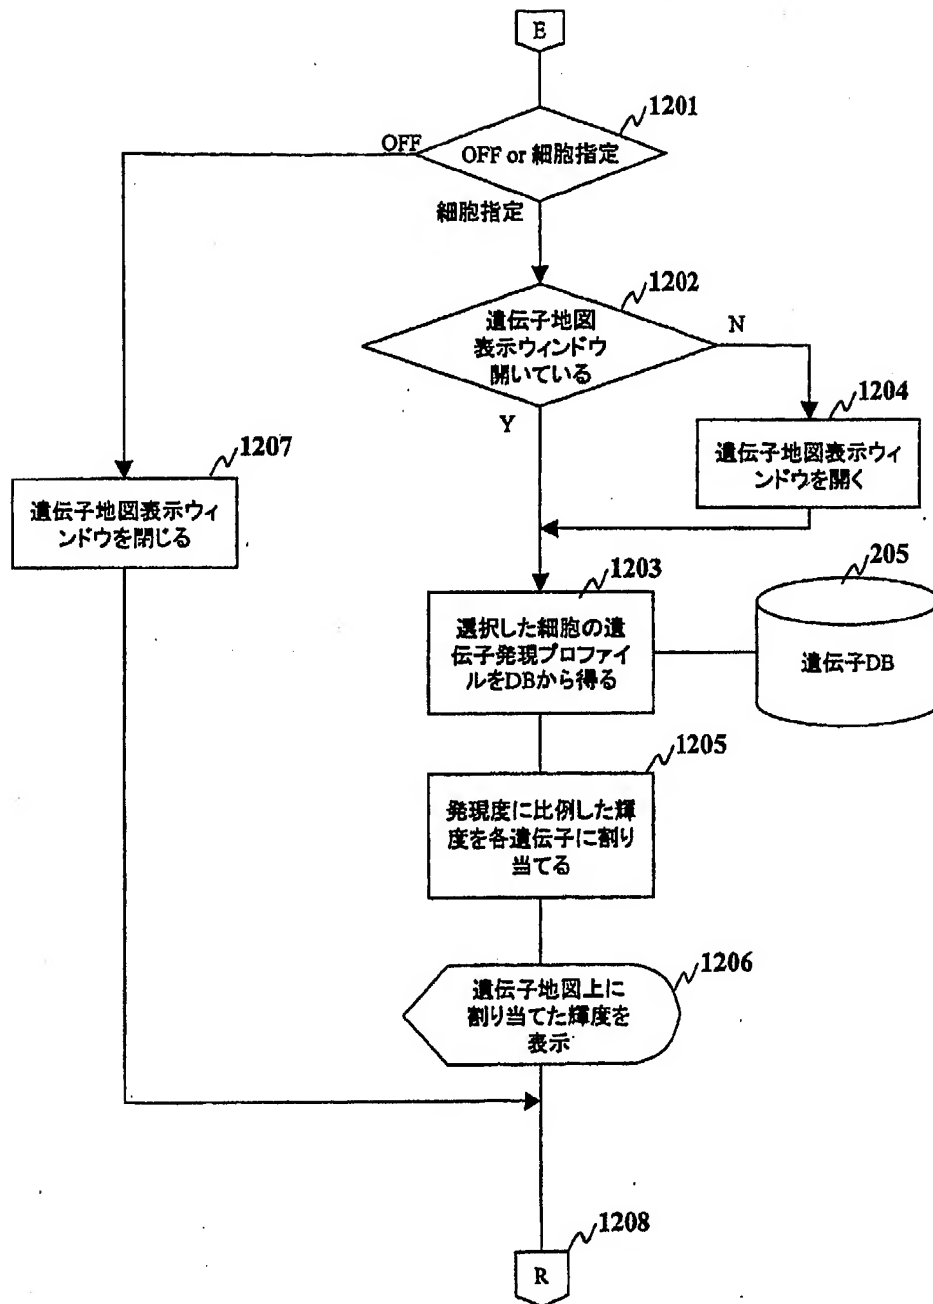 E
1201
OFF
OFF or 細胞指定
細胞指定
1202
遺伝子地図
表示ウィンドウ
開いている
N
Y
1204
遺伝子地図表示ウィ
ンドウを開く
1207
遺伝子地図表示ウィ
ンドウを閉じる
1203
選択した細胞の遺
伝子発現プロファイ
ルをDBから得る
205
遺伝子DB
1205
発現度に比例した輝
度を各遺伝子に割り
当てる
1206
遺伝子地図上に
割り当てた輝度を
表示
1208
R